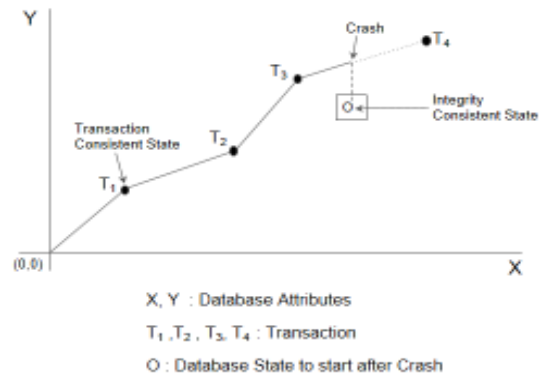 Y
Crash
T₄
T₃
Integrity
Consistent State
O
Transaction
Consistent State
T₂
T₁
(0,0)
X
X, Y : Database Attributes
T₁ ,T₂ , T₃, T₄ : Transaction
O : Database State to start after Crash